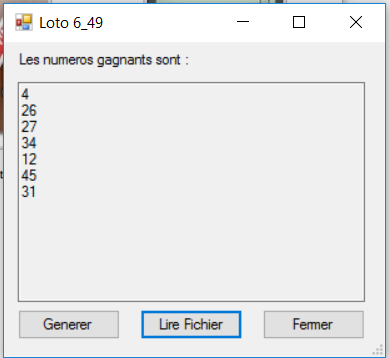 Loto 6_49
Les numeros gagnants sont :
4
26
27
34
12
45
31
Generer
Lire Fichier
Fermer